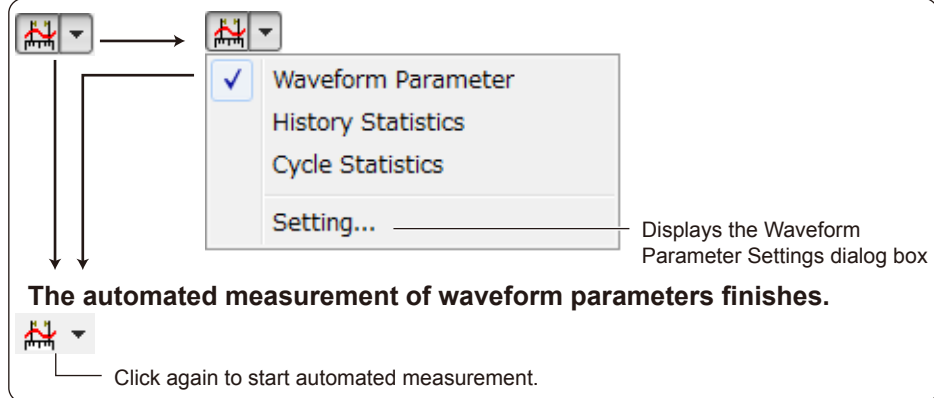 Waveform Parameter
History Statistics
Cycle Statistics
Setting...
Displays the Waveform
Parameter Settings dialog box
The automated measurement of waveform parameters finishes.
Click again to start automated measurement.